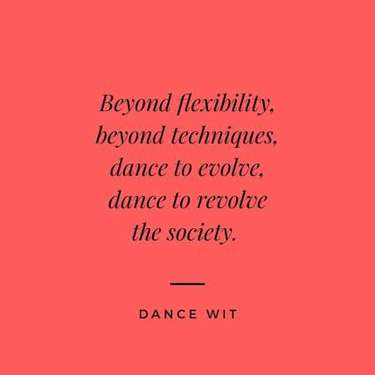 Beyond flexibility,
beyond techniques,
dance to evolve,
dance to revolve
the society.
DANCE WIT